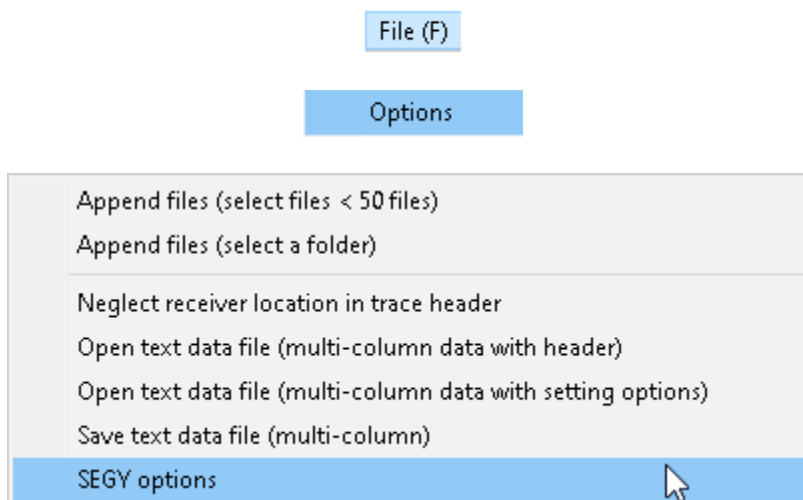 File (F)
Options
Append files (select files < 50 files)
Append files (select a folder)
Neglect receiver location in trace header
Open text data file (multi-column data with header)
Open text data file (multi-column data with setting options)
Save text data file (multi-column)
SEGY options